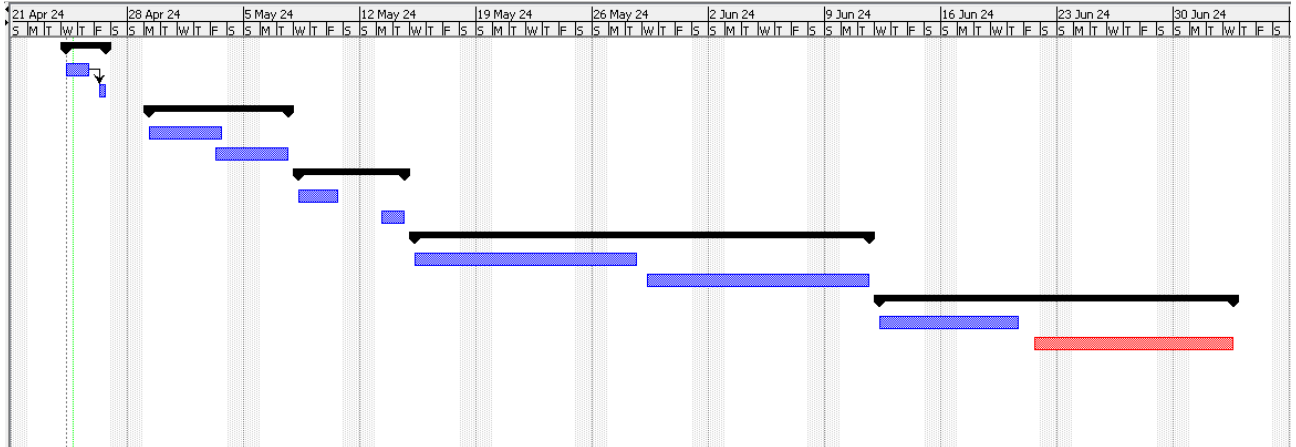 21 Apr 24 28 Apr 24 5 May 24 12 May 24 19 May 24 26 May 24 2 Jun 24 9 Jun 24 16 Jun 24 23 Jun 24 30 Jun 24
S M T W T F S S M T W T F S S M T W T F S S M T W T F S S M T W T F S S M T W T F S S M T W T F S S M T W T F S S M T W T F S S M T W T F S S M T W T F S